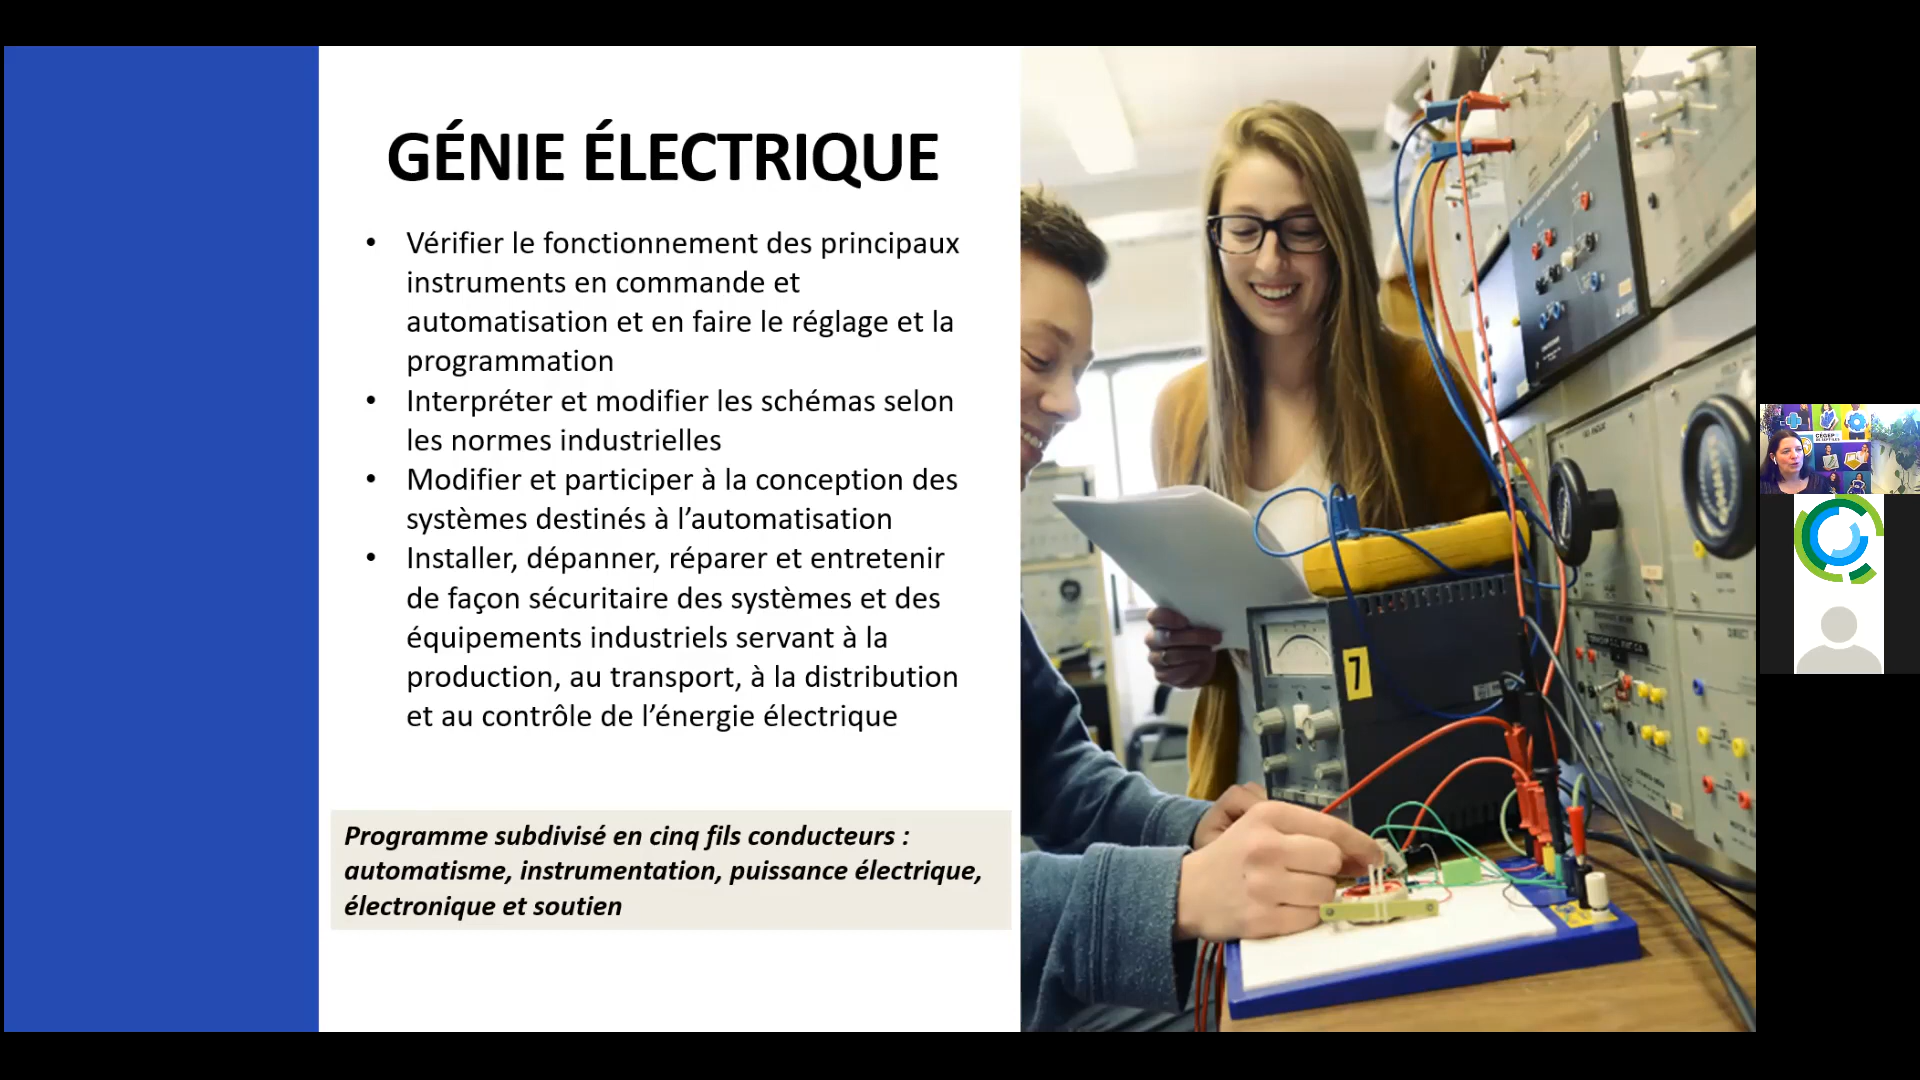 GÉNIE ÉLECTRIQUE
• Vérifier le fonctionnement des principaux
instruments en commande et
automatisation et en faire le réglage et la
programmation
• Interpréter et modifier les schémas selon
les normes industrielles
• Modifier et participer à la conception des
systèmes destinés à l’automatisation
• Installer, dépanner, réparer et entretenir
de façon sécuritaire des systèmes et des
équipements industriels servant à la
production, au transport, à la distribution
et au contrôle de l’énergie électrique
Programme subdivisé en cinq fils conducteurs :
automatisme, instrumentation, puissance électrique,
électronique et soutien
7
CEGEP